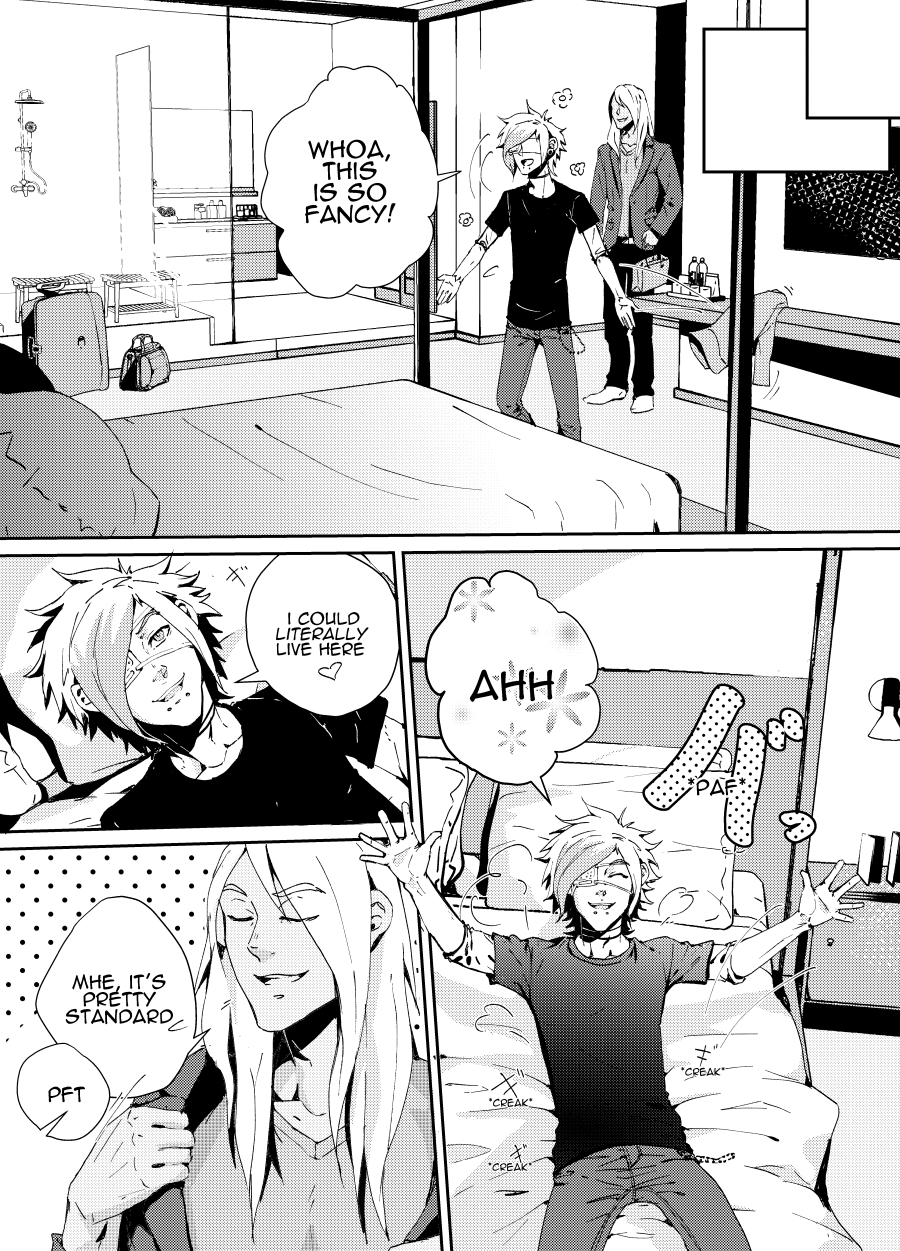 WHOA,
THIS
IS SO
FANCY!
AHH
*PAF*
*CREAK*
*CREAK*
*CREAK*
I COULD
LITERALLY
LIVE HERE
♡
MHE, IT'S
PRETTY
STANDARD
PFT